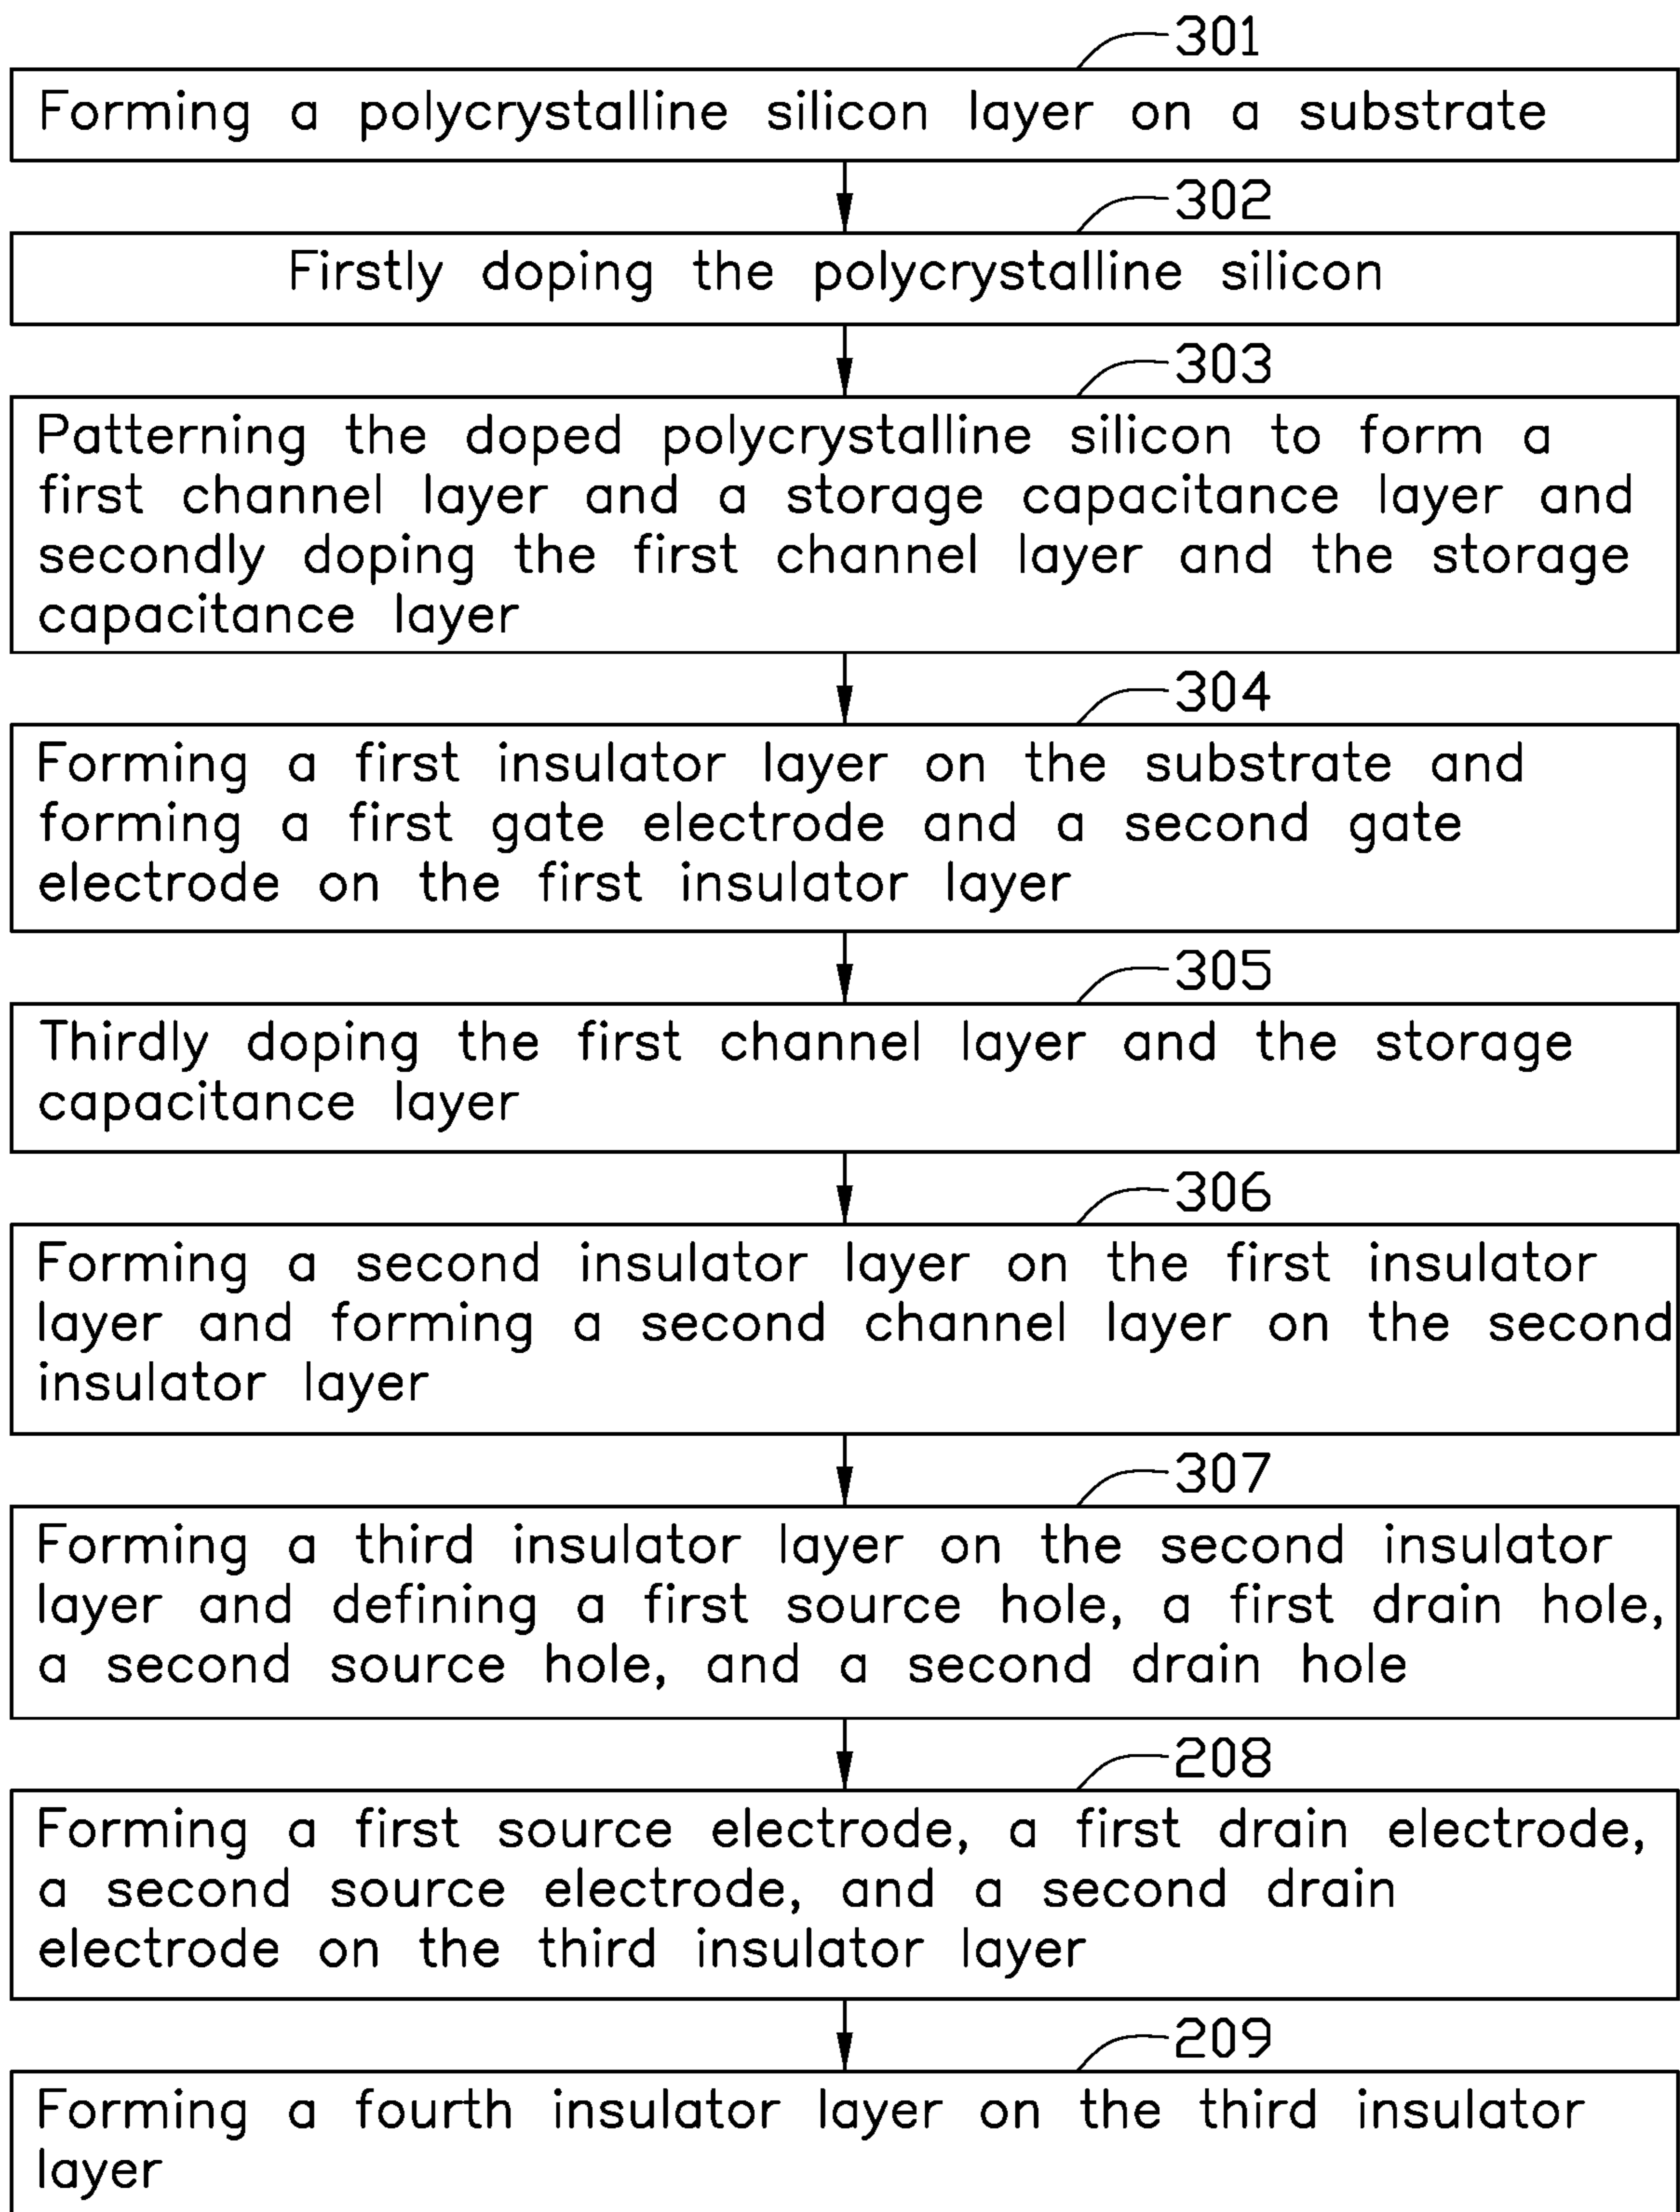 301
Forming a polycrystalline silicon layer on a substrate
302
Firstly doping the polycrystalline silicon
303
Patterning the doped polycrystalline silicon to form a
first channel layer and a storage capacitance layer and
secondly doping the first channel layer and the storage
capacitance layer
304
Forming a first insulator layer on the substrate and
forming a first gate electrode and a second gate
electrode on the first insulator layer
305
Thirdly doping the first channel layer and the storage
capacitance layer
306
Forming a second insulator layer on the first insulator
layer and forming a second channel layer on the second
insulator layer
307
Forming a third insulator layer on the second insulator
layer and defining a first source hole, a first drain hole,
a second source hole, and a second drain hole
208
Forming a first source electrode, a first drain electrode,
a second source electrode, and a second drain
electrode on the third insulator layer
209
Forming a fourth insulator layer on the third insulator
layer